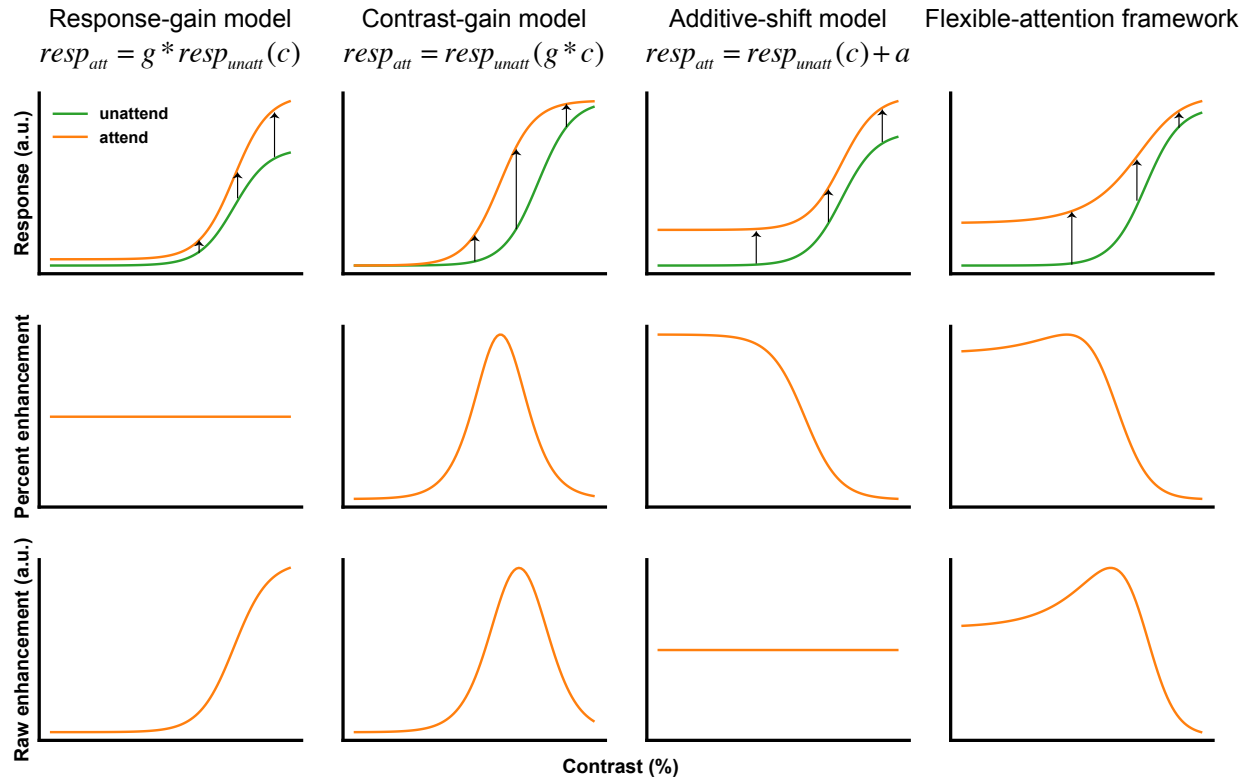 Response-gain model
Contrast-gain model
Additive-shift model
Flexible-attention framework
resp_att = g * resp_unatt(c)
resp_att = resp_unatt(g * c)
resp_att = resp_unatt(c) + a
Response (a.u.)
unattend
attend
Percent enhancement
Raw enhancement (a.u.)
Contrast (%)